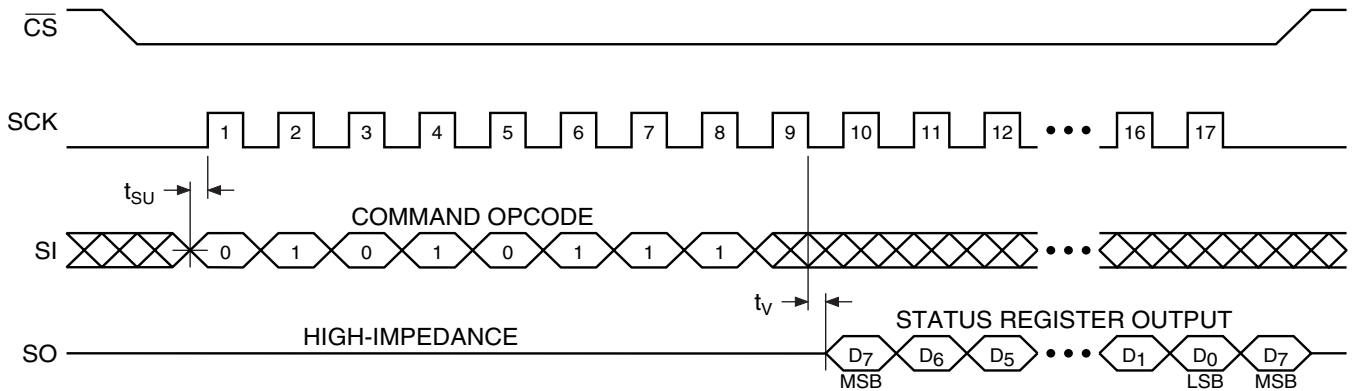 CS
SCK 1 2 3 4 5 6 7 8 9 10 11 12 ••• 16 17
tSU
COMMAND OPCODE
SI 0 1 0 1 0 1 1 1 •••
tV
HIGH-IMPEDANCE STATUS REGISTER OUTPUT
SO D7 D6 D5 ••• D1 D0 D7
MSB LSB MSB